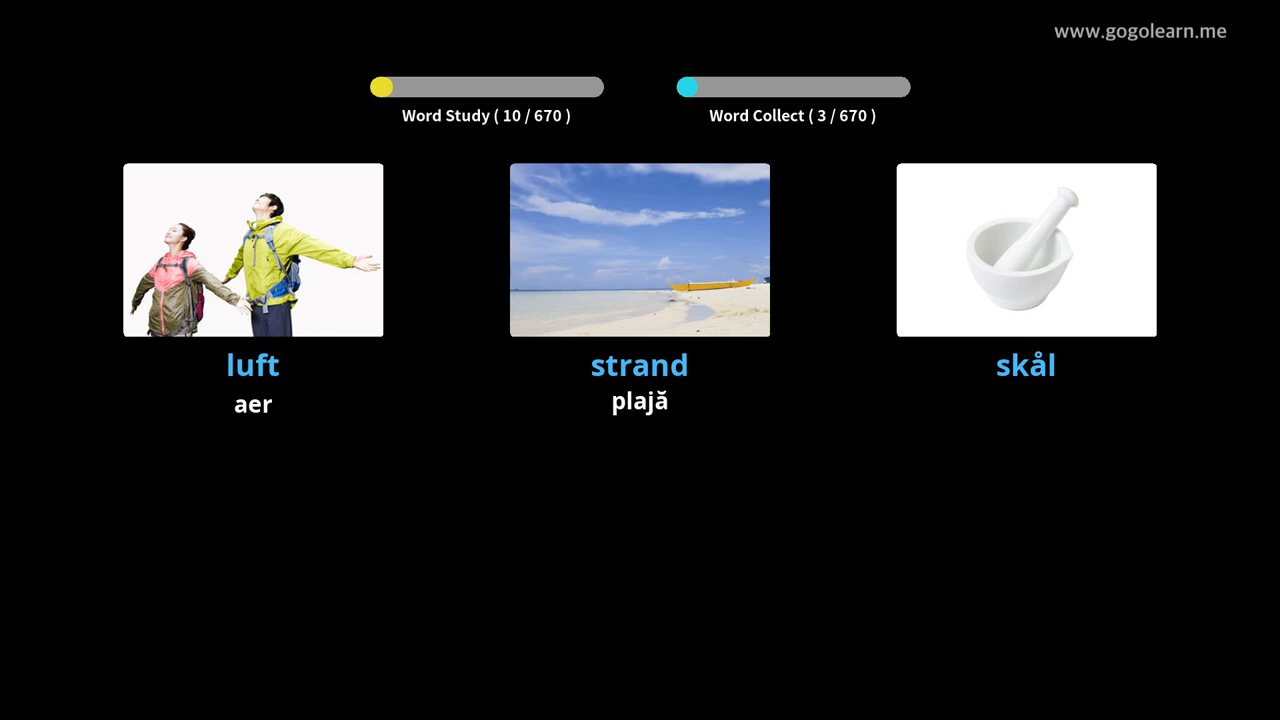 www.gogolearn.me
Word Study ( 10 / 670 )
Word Collect ( 3 / 670 )
luft
aer
strand
plajă
skål